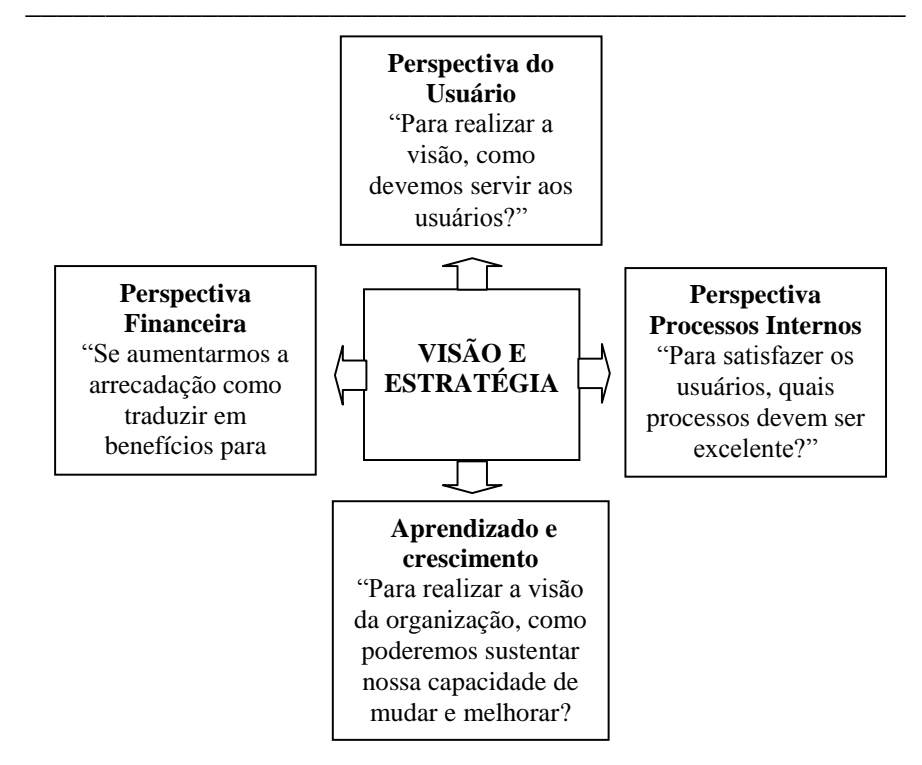 Perspectiva do
Usuário
“Para realizar a
visão, como
devemos servir aos
usuários?”
Perspectiva
Financeira
“Se aumentarmos a
arrecadação como
traduzir em
benefícios para
VISÃO E
ESTRATÉGIA
Perspectiva
Processos Internos
“Para satisfazer os
usuários, quais
processos devem ser
excelente?”
Aprendizado e
crescimento
“Para realizar a visão
da organização, como
poderemos sustentar
nossa capacidade de
mudar e melhorar?